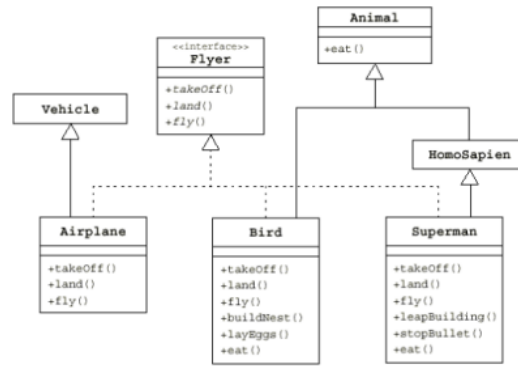 Animal
+eat()
<<interface>>
Flyer
+takeOff()
+land()
+fly()
Vehicle
HomoSapien
Airplane
+takeOff()
+land()
+fly()
Bird
+takeOff()
+land()
+fly()
+buildNest()
+layEggs()
+eat()
Superman
+takeOff()
+land()
+fly()
+leapBuilding()
+stopBullet()
+eat()